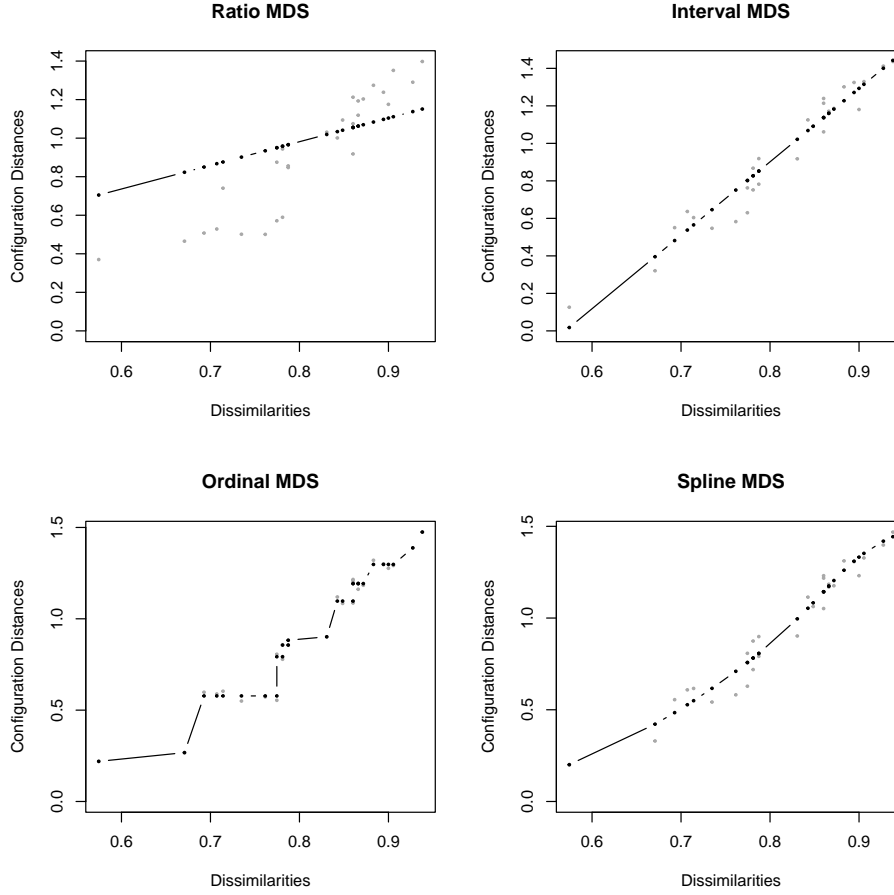 Ratio MDS
Configuration Distances
0.0 0.2 0.4 0.6 0.8 1.0 1.2 1.4
0.6 0.7 0.8 0.9
Dissimilarities
Interval MDS
Configuration Distances
0.0 0.2 0.4 0.6 0.8 1.0 1.2 1.4
0.6 0.7 0.8 0.9
Dissimilarities
Ordinal MDS
Configuration Distances
0.0 0.5 1.0 1.5
0.6 0.7 0.8 0.9
Dissimilarities
Spline MDS
Configuration Distances
0.0 0.5 1.0 1.5
0.6 0.7 0.8 0.9
Dissimilarities